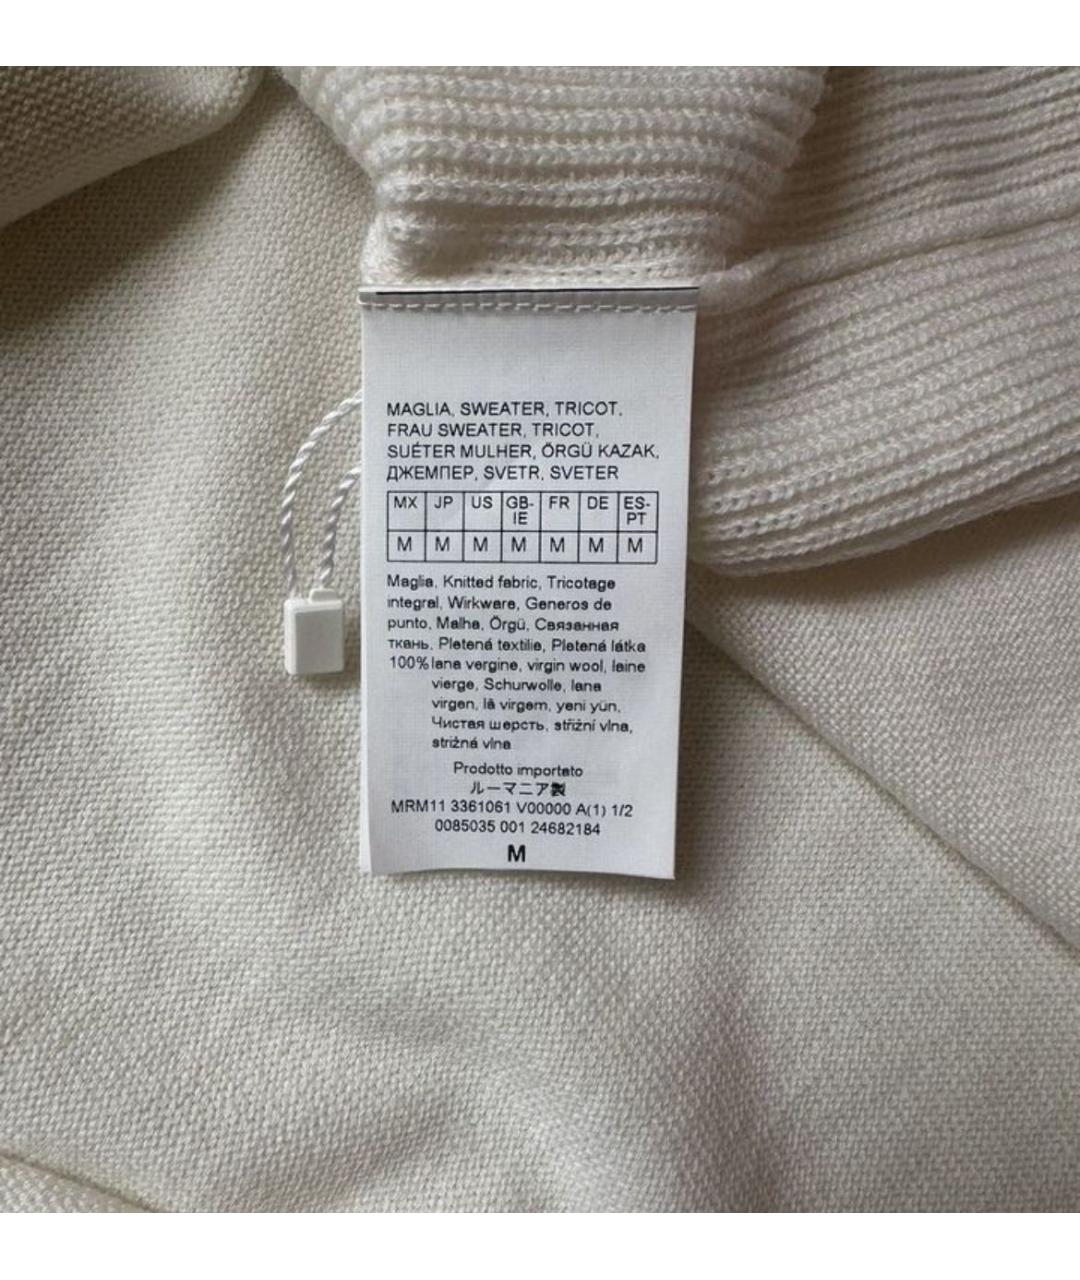 MAGLIA, SWEATER, TRICOT,
FRAU SWEATER, TRICOT,
SUÉTER MULHER, ÖRGÜ KAZAK,
ДЖЕМПЕР, SVETR, SVETER
MX JP US GB-IE FR DE ES-PT
M M M M M M M
Maglia, Knitted fabric, Tricotage
integral, Wirkware, Generos de
punto, Malha, Örgü, Связанная
ткань, Pletená textilie, Pletená látka
100% lana vergine, virgin wool, laine
vierge, Schurwolle, lana
virgen, lã virgem, yeni yün,
Чистая шерсть, střižní vlna,
strižná vlna
Prodotto importato
ルーマニア製
MRM11 3361061 V00000 A(1) 1/2
0085035 001 24682184
M